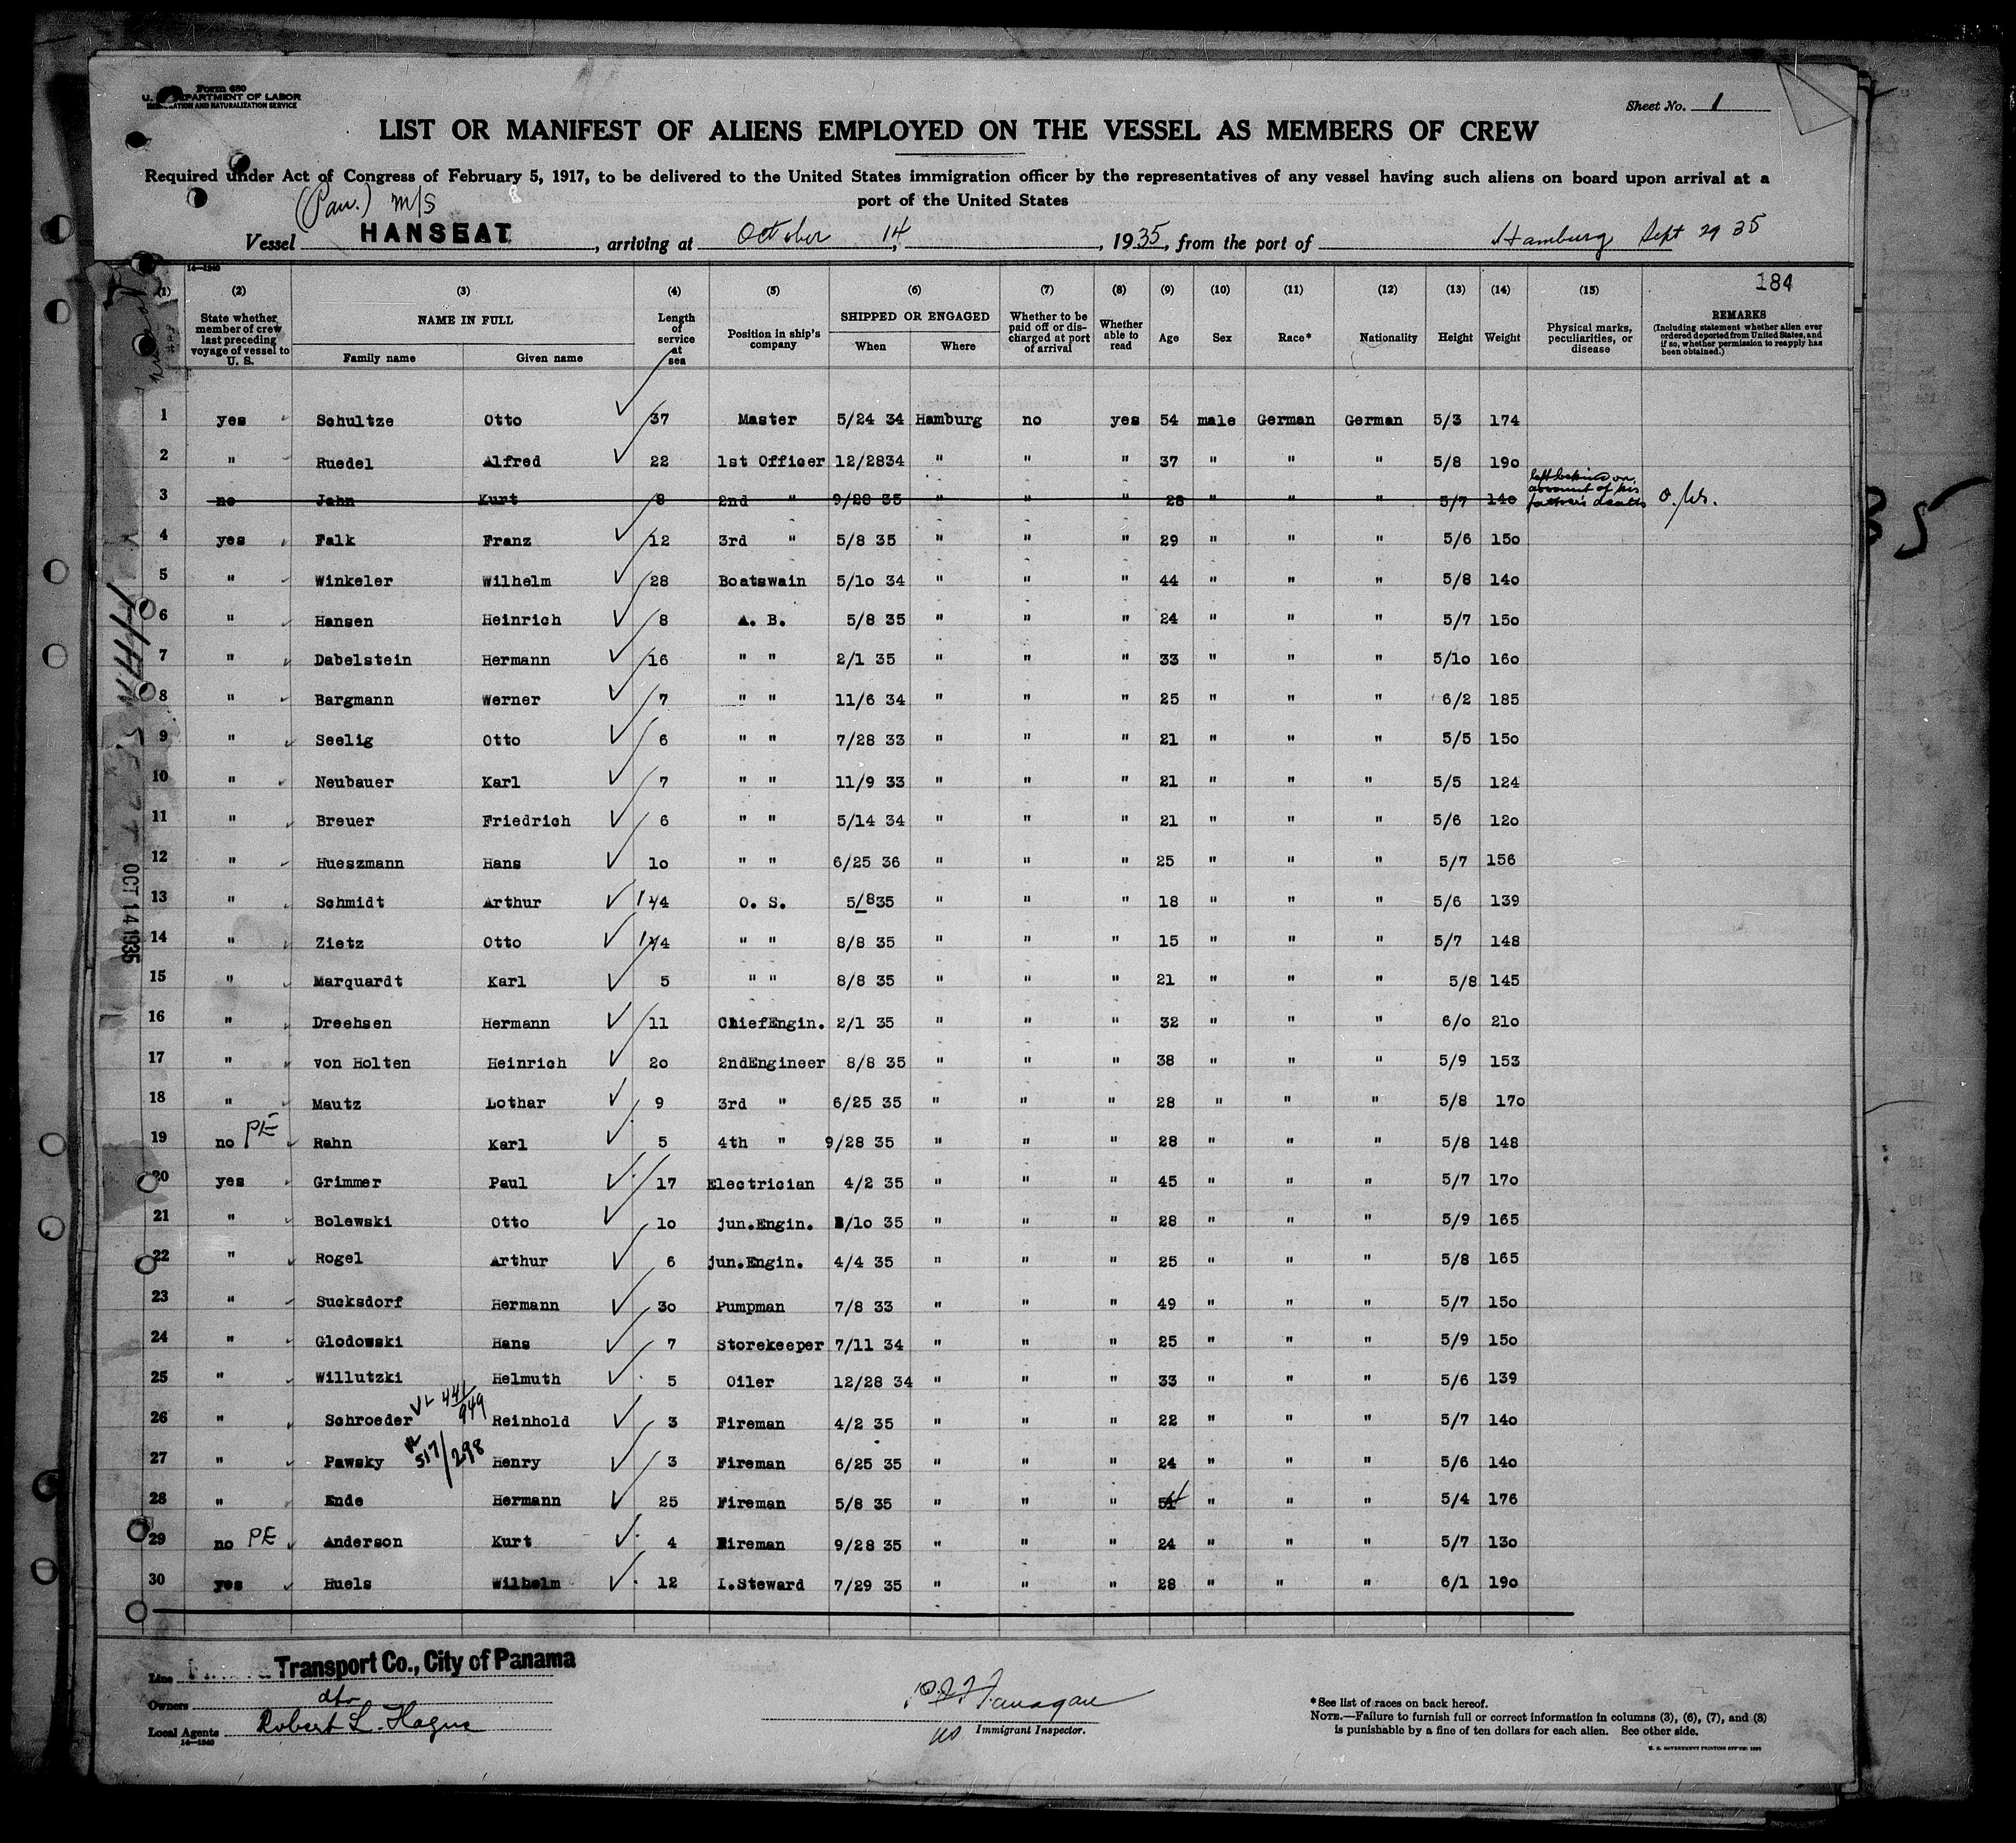 Form 680
U. S. DEPARTMENT OF LABOR
IMMIGRATION AND NATURALIZATION SERVICE
Sheet No. 1
LIST OR MANIFEST OF ALIENS EMPLOYED ON THE VESSEL AS MEMBERS OF CREW
Required under Act of Congress of February 5, 1917, to be delivered to the United States immigration officer by the representatives of any vessel having such aliens on board upon arrival at a
port of the United States
(Pan.) M/S
Vessel HANSEAT, arriving at October 14, 1935, from the port of Hamburg Sept 29 35
14-1240
184
(1) (2) (3) (4) (5) (6) (7) (8) (9) (10) (11) (12) (13) (14) (15)
State whether member of crew last preceding voyage of vessel to U. S. NAME IN FULL Family name Given name Length of service at sea Position in ship's company SHIPPED OR ENGAGED When Where Whether to be paid off or discharged at port of arrival Whether able to read Age Sex Race* Nationality Height Weight Physical marks, peculiarities, or disease REMARKS (Including statement whether alien ever ordered deported from United States, and if so, whether permission to reapply has been obtained.)
1 yes Schultze Otto 37 Master 5/24 34 Hamburg no yes 54 male German German 5/3 174
2 " Ruedel Alfred 22 1st Officer 12/2834 " " " 37 " " " 5/8 190
3 no Jahn Kurt 8 2nd " 9/28 35 " " " 28 " " " 5/7 140 left behind on account of his father's death
4 yes Falk Franz 12 3rd " 5/8 35 " " " 29 " " " 5/6 150
5 " Winkeler Wilhelm 28 Boatswain 5/10 34 " " " 44 " " " 5/8 140
6 " Hansen Heinrich 8 A. B. 5/8 35 " " " 24 " " " 5/7 150
7 " Dabelstein Hermann 16 " " 2/1 35 " " " 33 " " " 5/10 160
8 " Bargmann Werner 7 " " 11/6 34 " " " 25 " " " 6/2 185
9 " Seelig Otto 6 " " 7/28 33 " " " 21 " " " 5/5 150
10 " Neubauer Karl 7 " " 11/9 33 " " " 21 " " " 5/5 124
11 " Breuer Friedrich 6 " " 5/14 34 " " " 21 " " " 5/6 120
12 " Hueszmann Hans 10 " " 6/25 36 " " " 25 " " " 5/7 156
13 " Schmidt Arthur 1 1/4 O. S. 5/835 " " " 18 " " " 5/6 139
14 " Zietz Otto 1 1/4 " " 8/8 35 " " " 15 " " " 5/7 148
15 " Marquardt Karl 5 " " 8/8 35 " " " 21 " " " 5/8 145
16 " Dreehsen Hermann 11 ChiefEngin. 2/1 35 " " " 32 " " " 6/0 210
17 " von Holten Heinrich 20 2ndEngineer 8/8 35 " " " 38 " " " 5/9 153
18 " Mautz Lothar 9 3rd " 6/25 35 " " " 28 " " " 5/8 170
19 no PE Rahn Karl 5 4th " 9/28 35 " " " 28 " " " 5/8 148
20 yes Grimmer Paul 17 Electrician 4/2 35 " " " 45 " " " 5/7 170
21 " Bolewski Otto 10 jun.Engin. /10 35 " " " 28 " " " 5/9 165
22 " Rogel Arthur 6 jun.Engin. 4/4 35 " " " 25 " " " 5/8 165
23 " Sucksdorf Hermann 30 Pumpman 7/8 33 " " " 49 " " " 5/7 150
24 " Glodowski Hans 7 Storekeeper 7/11 34 " " " 25 " " " 5/9 150
25 " Willutzki Helmuth 5 Oiler 12/28 34 " " " 33 " " " 5/6 139
26 " Schroeder VL 441/949 Reinhold 3 Fireman 4/2 35 " " " 22 " " " 5/7 140
27 " Pawsky VL 517/298 Henry 3 Fireman 6/25 35 " " " 24 " " " 5/6 140
28 " Ende Hermann 25 Fireman 5/8 35 " " " 54 " " " 5/4 176
29 no PE Anderson Kurt 4 Fireman 9/28 35 " " " 24 " " " 5/7 130
30 yes Huels Wilhelm 12 I.Steward 7/29 35 " " " 28 " " " 6/1 190
HANSEAT
OCT 14 1935
35
Line Transport Co., City of Panama
Owners
Local Agents Robert L. Hague
14-1240
Immigrant Inspector.
*See list of races on back hereof.
NOTE.—Failure to furnish full or correct information in columns (3), (6), (7), and (8)
is punishable by a fine of ten dollars for each alien. See other side.